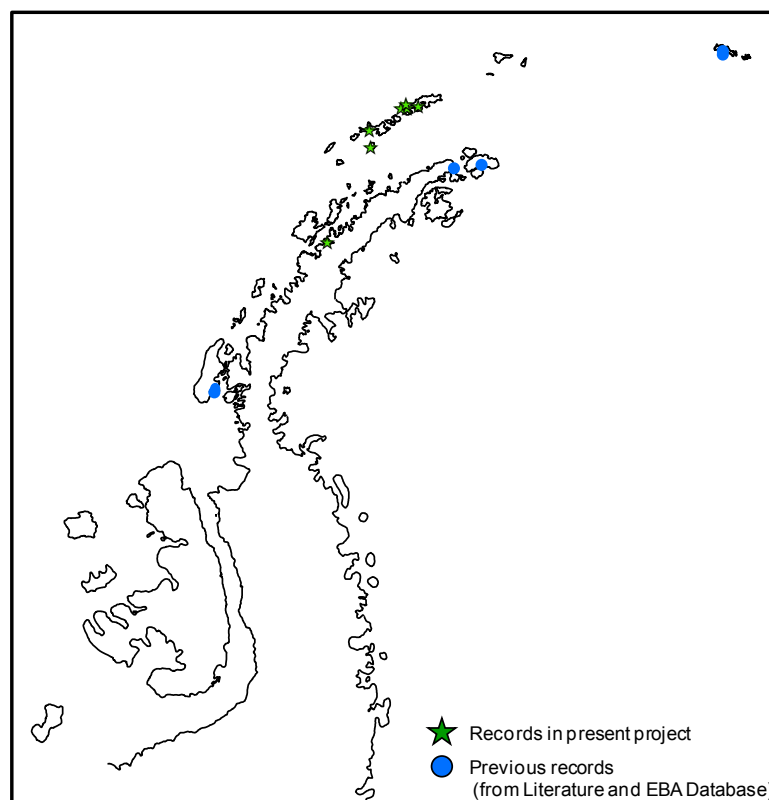 Records in present project
Previous records
(from Literature and EBA Database)